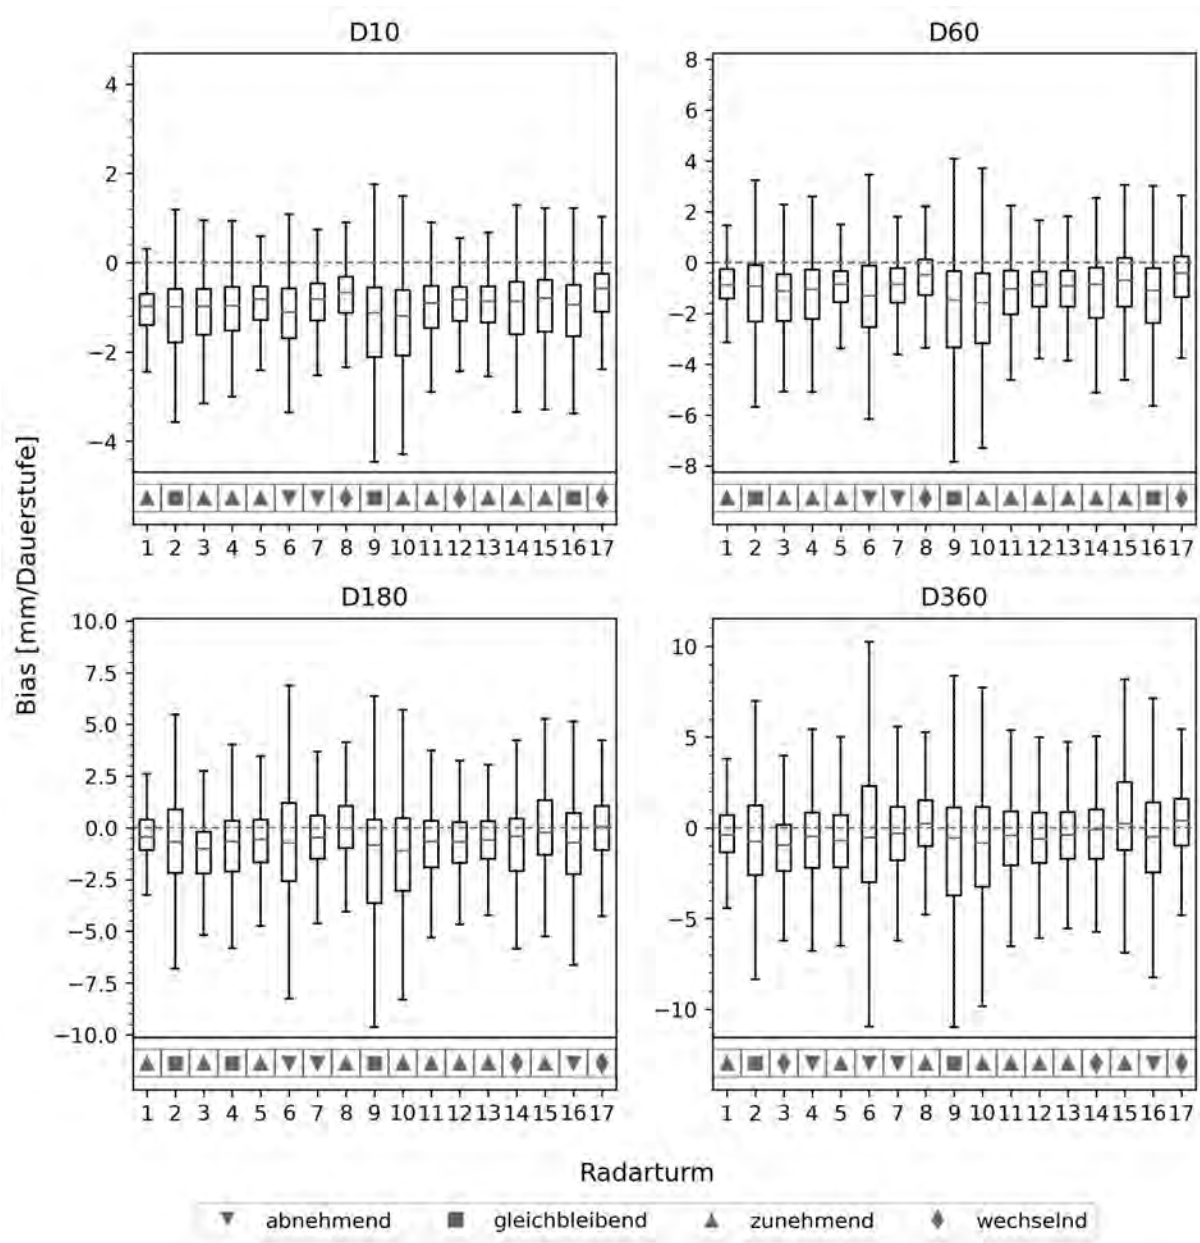 D10
D60
4
2
0
−2
−4
8
6
4
2
0
−2
−4
−6
−8
1 2 3 4 5 6 7 8 9 10 11 12 13 14 15 16 17
1 2 3 4 5 6 7 8 9 10 11 12 13 14 15 16 17
Bias [mm/Dauerstufe]
D180
D360
10.0
7.5
5.0
2.5
0.0
−2.5
−5.0
−7.5
−10.0
10
5
0
−5
−10
1 2 3 4 5 6 7 8 9 10 11 12 13 14 15 16 17
1 2 3 4 5 6 7 8 9 10 11 12 13 14 15 16 17
Radarturm
abnehmend gleichbleibend zunehmend wechselnd